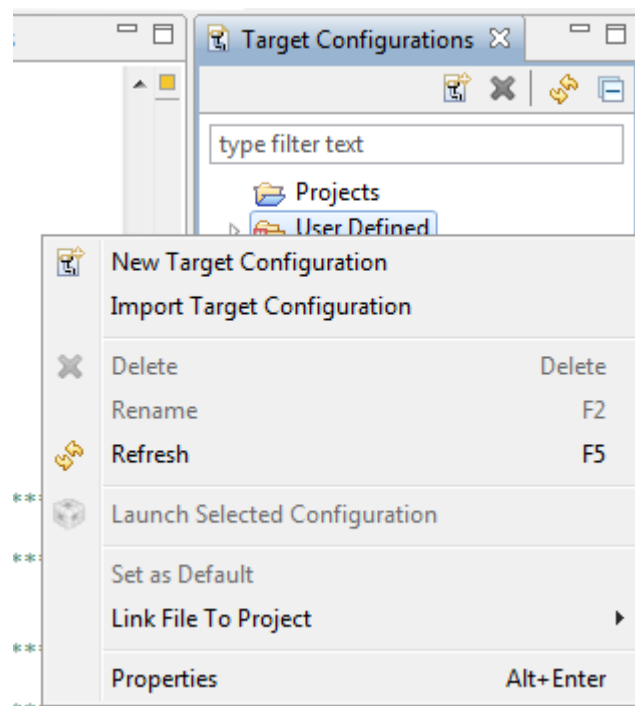 Target Configurations
type filter text
Projects
User Defined
New Target Configuration
Import Target Configuration
Delete Delete
Rename F2
Refresh F5
Launch Selected Configuration
Set as Default
Link File To Project
Properties Alt+Enter